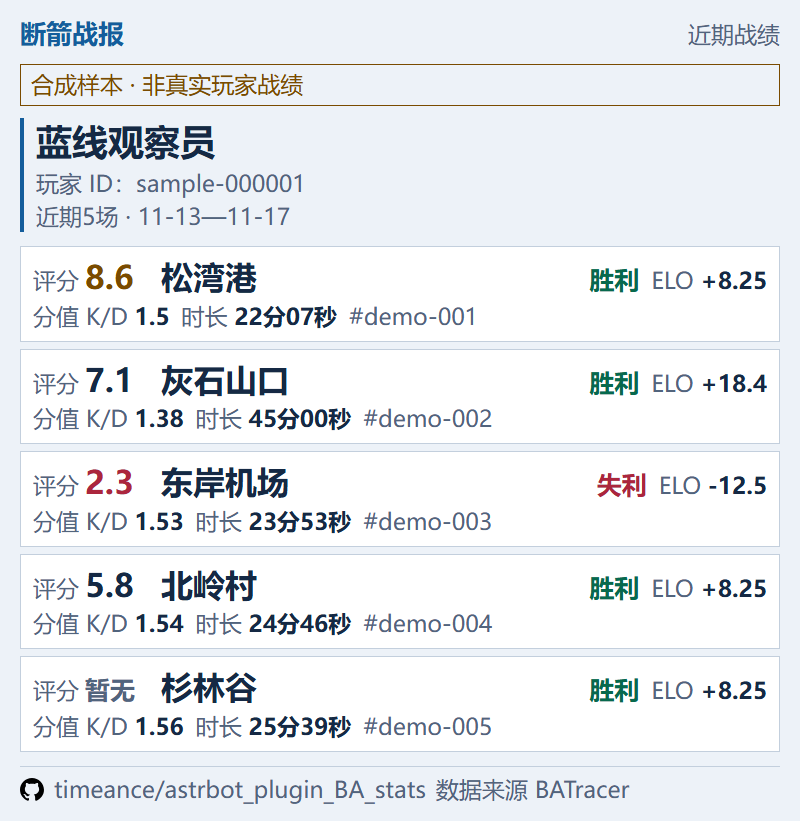 断箭战报 近期战绩
合成样本 · 非真实玩家战绩
蓝线观察员
玩家 ID：sample-000001
近期5场 · 11-13—11-17
评分 8.6 松湾港 胜利 ELO +8.25
分值 K/D 1.5 时长 22分07秒 #demo-001
评分 7.1 灰石山口 胜利 ELO +18.4
分值 K/D 1.38 时长 45分00秒 #demo-002
评分 2.3 东岸机场 失利 ELO -12.5
分值 K/D 1.53 时长 23分53秒 #demo-003
评分 5.8 北岭村 胜利 ELO +8.25
分值 K/D 1.54 时长 24分46秒 #demo-004
评分 暂无 杉林谷 胜利 ELO +8.25
分值 K/D 1.56 时长 25分39秒 #demo-005
timeance/astrbot_plugin_BA_stats 数据来源 BATracer